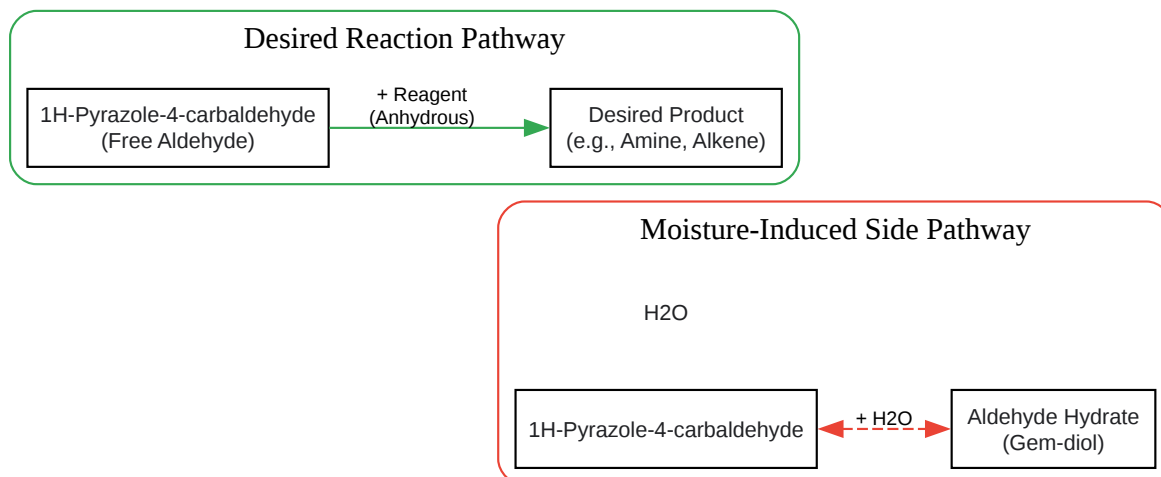 Desired Reaction Pathway
1H-Pyrazole-4-carbaldehyde
(Free Aldehyde)
+ Reagent
(Anhydrous)
Desired Product
(e.g., Amine, Alkene)
Moisture-Induced Side Pathway
H2O
1H-Pyrazole-4-carbaldehyde
+ H2O
Aldehyde Hydrate
(Gem-diol)